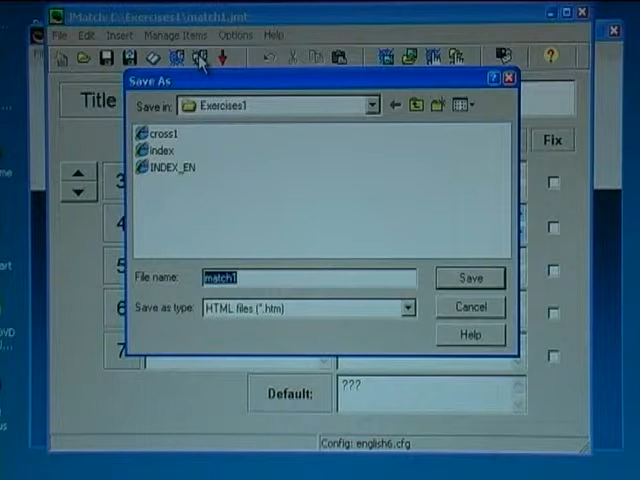 JMatch: D:\Exercises1\match1.jmt
File Edit Insert Manage Items Options Help
Save As
Title
Save in: Exercises1
cross1
index
INDEX_EN
Fix
3
4
5
6
7
File name: match1
Save
Save as type: HTML files (*.htm)
Cancel
Help
Default:
???
Config: english6.cfg